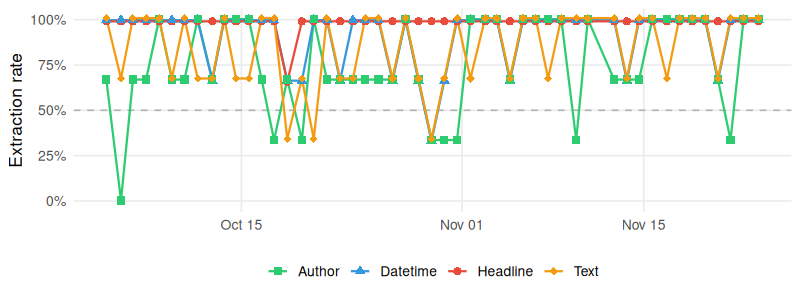 100%
75%
50%
25%
0%
Extraction rate
Oct 15 Nov 01 Nov 15
Author Datetime Headline Text